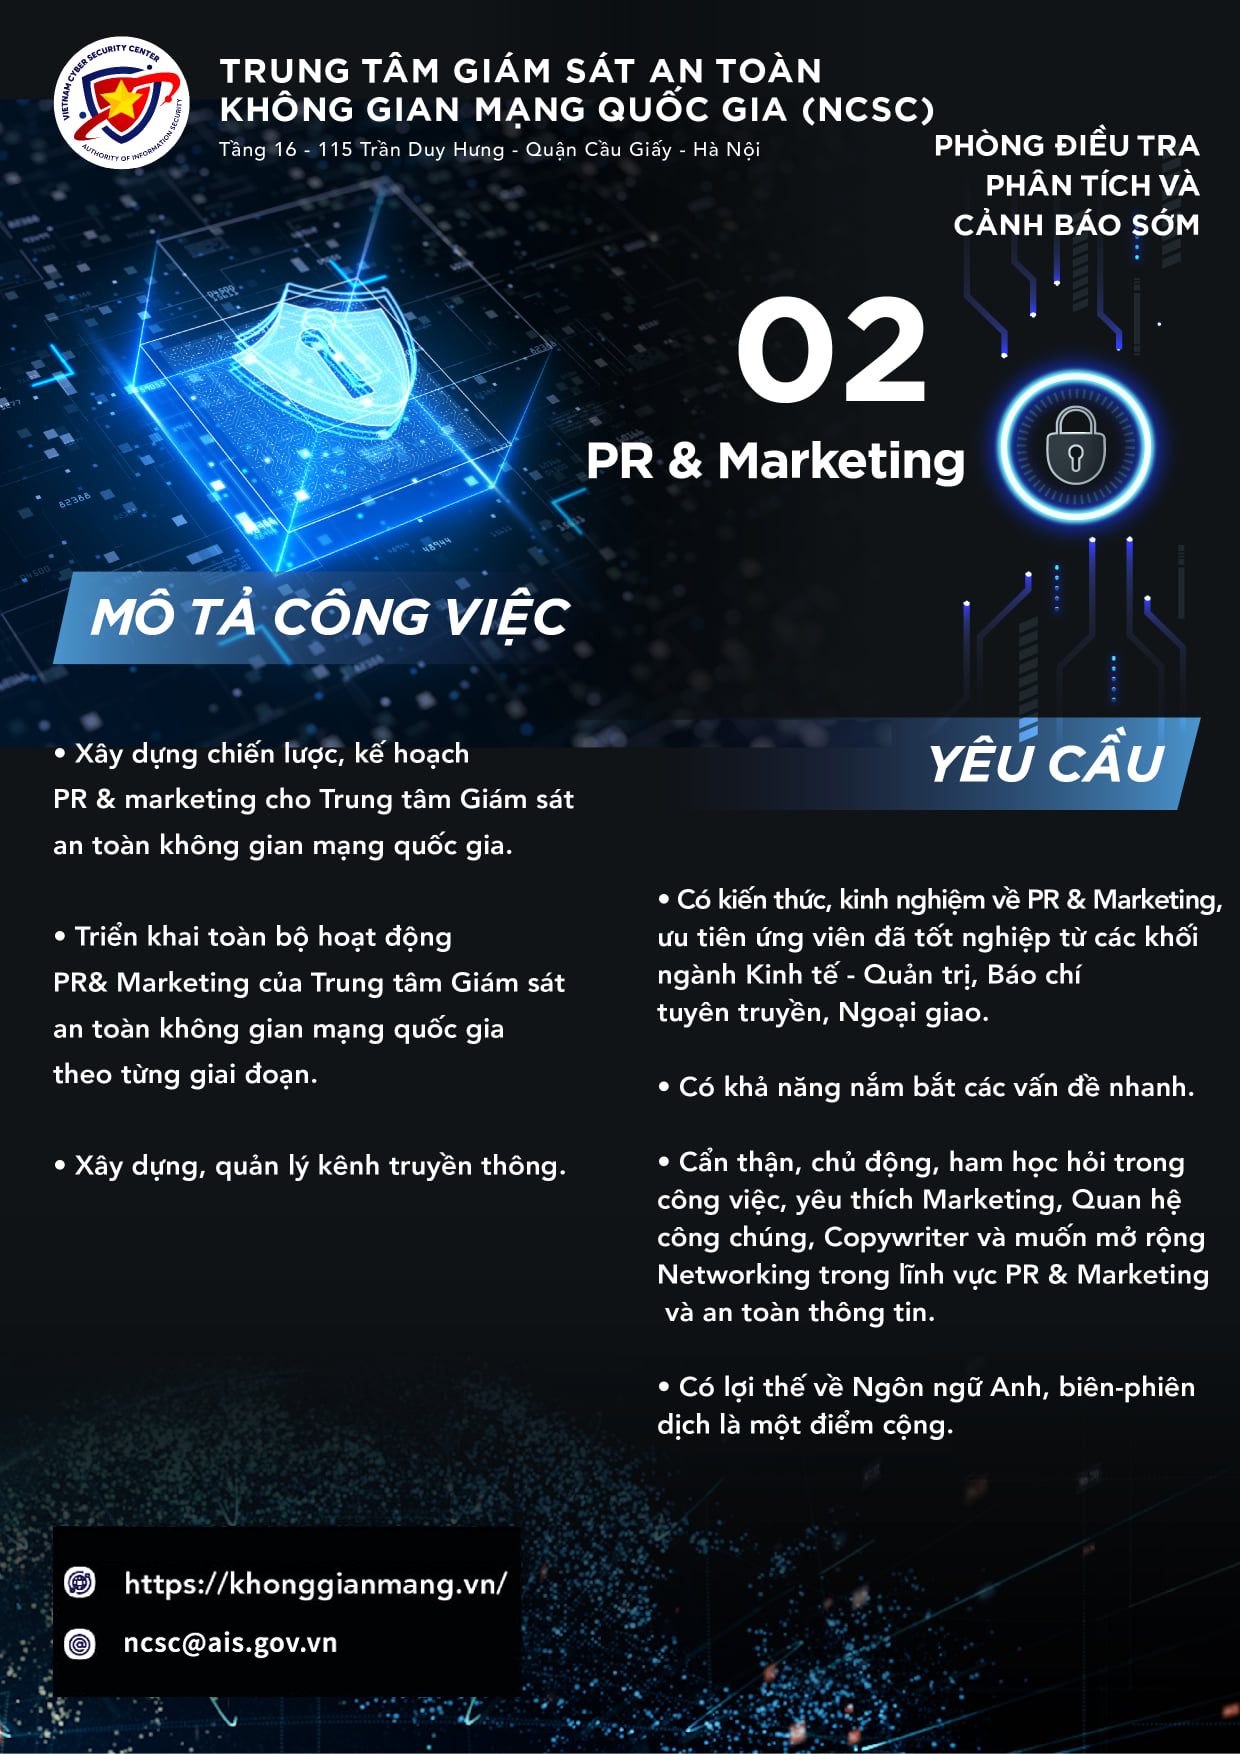 VIETNAM CYBER SECURITY CENTER
AUTHORITY OF INFORMATION SECURITY
TRUNG TÂM GIÁM SÁT AN TOÀN
KHÔNG GIAN MẠNG QUỐC GIA (NCSC)
Tầng 16 - 115 Trần Duy Hưng - Quận Cầu Giấy - Hà Nội
PHÒNG ĐIỀU TRA
PHÂN TÍCH VÀ
CẢNH BÁO SỚM
02
PR & Marketing
MÔ TẢ CÔNG VIỆC
• Xây dựng chiến lược, kế hoạch
PR & marketing cho Trung tâm Giám sát
an toàn không gian mạng quốc gia.
• Triển khai toàn bộ hoạt động
PR& Marketing của Trung tâm Giám sát
an toàn không gian mạng quốc gia
theo từng giai đoạn.
• Xây dựng, quản lý kênh truyền thông.
YÊU CẦU
• Có kiến thức, kinh nghiệm về PR & Marketing,
ưu tiên ứng viên đã tốt nghiệp từ các khối
ngành Kinh tế - Quản trị, Báo chí
tuyên truyền, Ngoại giao.
• Có khả năng nắm bắt các vấn đề nhanh.
• Cẩn thận, chủ động, ham học hỏi trong
công việc, yêu thích Marketing, Quan hệ
công chúng, Copywriter và muốn mở rộng
Networking trong lĩnh vực PR & Marketing
và an toàn thông tin.
• Có lợi thế về Ngôn ngữ Anh, biên-phiên
dịch là một điểm cộng.
https://khonggianmang.vn/
ncsc@ais.gov.vn